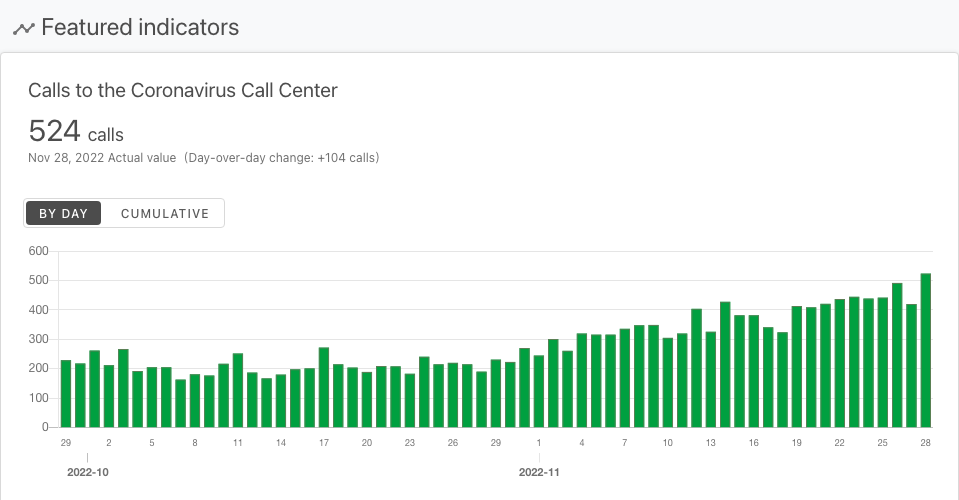 Featured indicators
Calls to the Coronavirus Call Center
524 calls
Nov 28, 2022 Actual value (Day-over-day change: +104 calls)
BY DAY CUMULATIVE
600
500
400
300
200
100
0
29 2 5 8 11 14 17 20 23 26 29 1 4 7 10 13 16 19 22 25 28
2022-10 2022-11